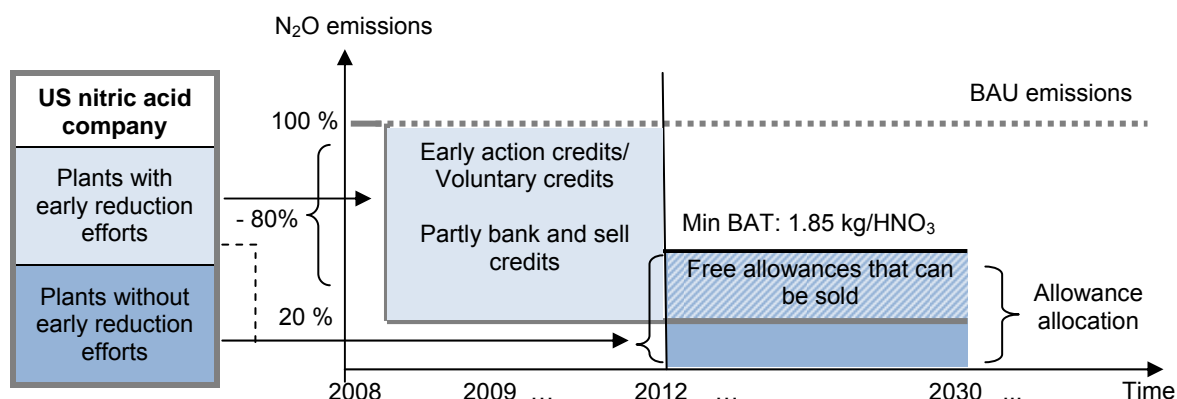 N₂O emissions
US nitric acid
company
Plants with
early reduction
efforts
Plants without
early reduction
efforts
100 %
- 80%
20 %
BAU emissions
Early action credits/
Voluntary credits
Partly bank and sell
credits
Min BAT: 1.85 kg/HNO₃
Free allowances that can
be sold
Allowance
allocation
2008 2009 ... 2012 ... 2030 ... Time